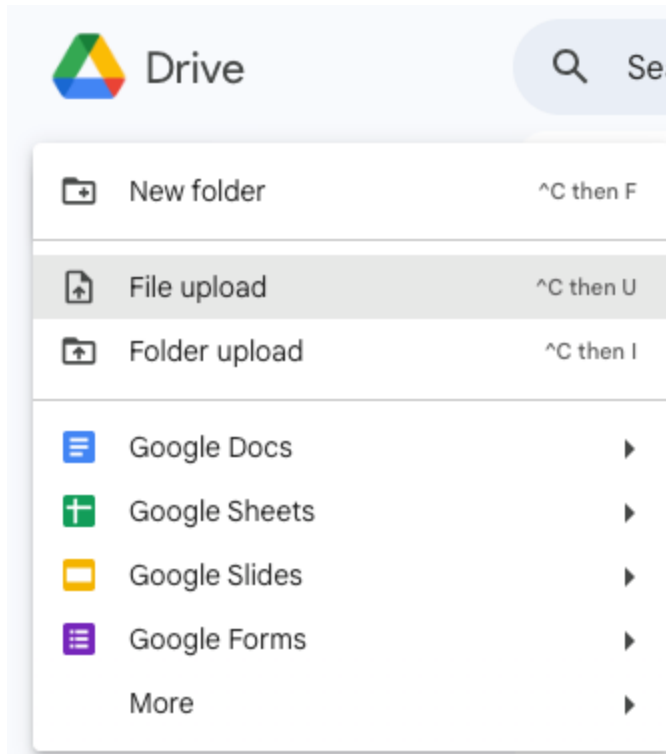 Drive
New folder ^C then F
File upload ^C then U
Folder upload ^C then I
Google Docs
Google Sheets
Google Slides
Google Forms
More